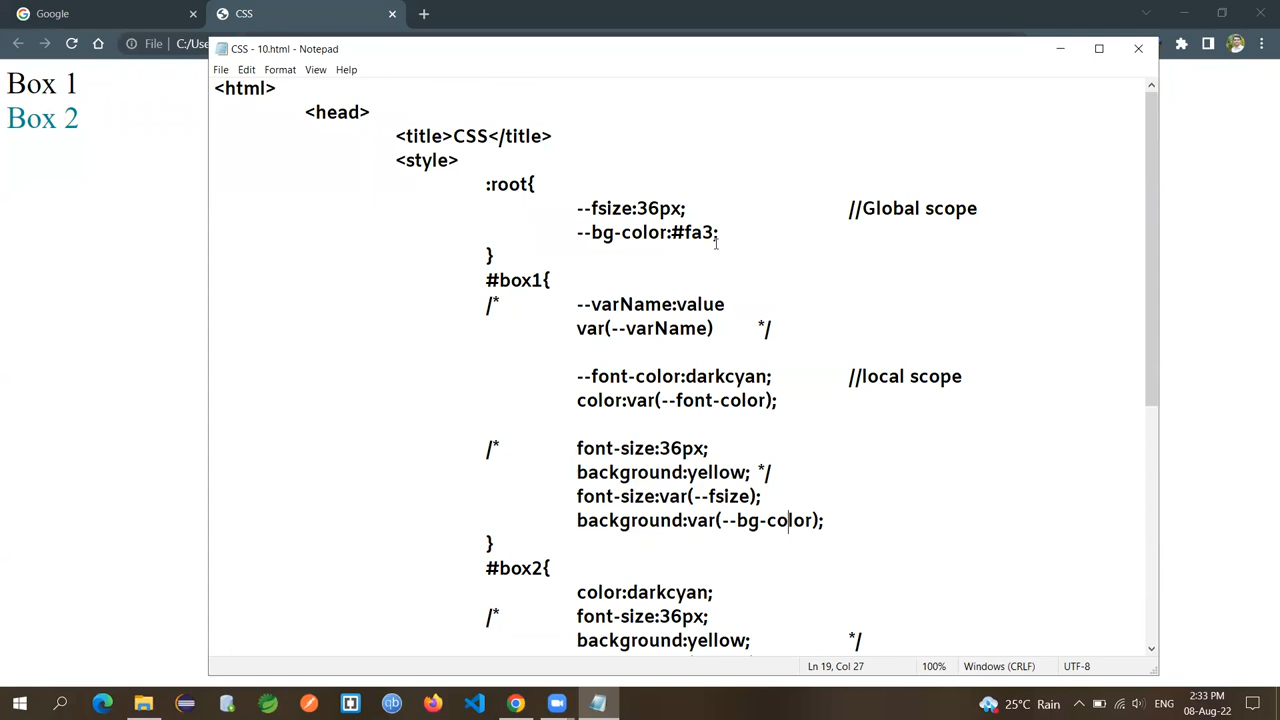 Google
CSS
File
C:/Use
CSS - 10.html - Notepad
File Edit Format View Help
Box 1
Box 2
<html>
<head>
<title>CSS</title>
<style>
:root{
--fsize:36px; //Global scope
--bg-color:#fa3;
}
#box1{
/* --varName:value
var(--varName) */
--font-color:darkcyan; //local scope
color:var(--font-color);
/* font-size:36px;
background:yellow; */
font-size:var(--fsize);
background:var(--bg-color);
}
#box2{
color:darkcyan;
/* font-size:36px;
background:yellow; */
Ln 19, Col 27 100% Windows (CRLF) UTF-8
qb
25°C Rain
2:33 PM
08-Aug-22